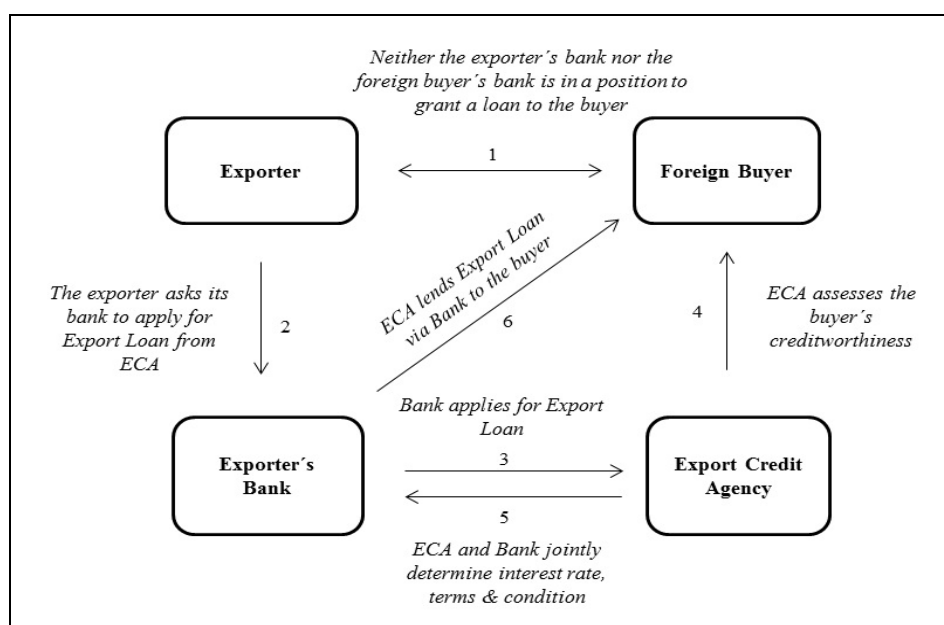 Neither the exporter´s bank nor the
foreign buyer´s bank is in a position to
grant a loan to the buyer
Exporter
1
Foreign Buyer
The exporter asks its
bank to apply for
Export Loan from
ECA
2
ECA lends Export Loan
via Bank to the buyer
6
4
ECA assesses the
buyer´s
creditworthiness
Exporter´s
Bank
Bank applies for Export
Loan
3
5
ECA and Bank jointly
determine interest rate,
terms & condition
Export Credit
Agency